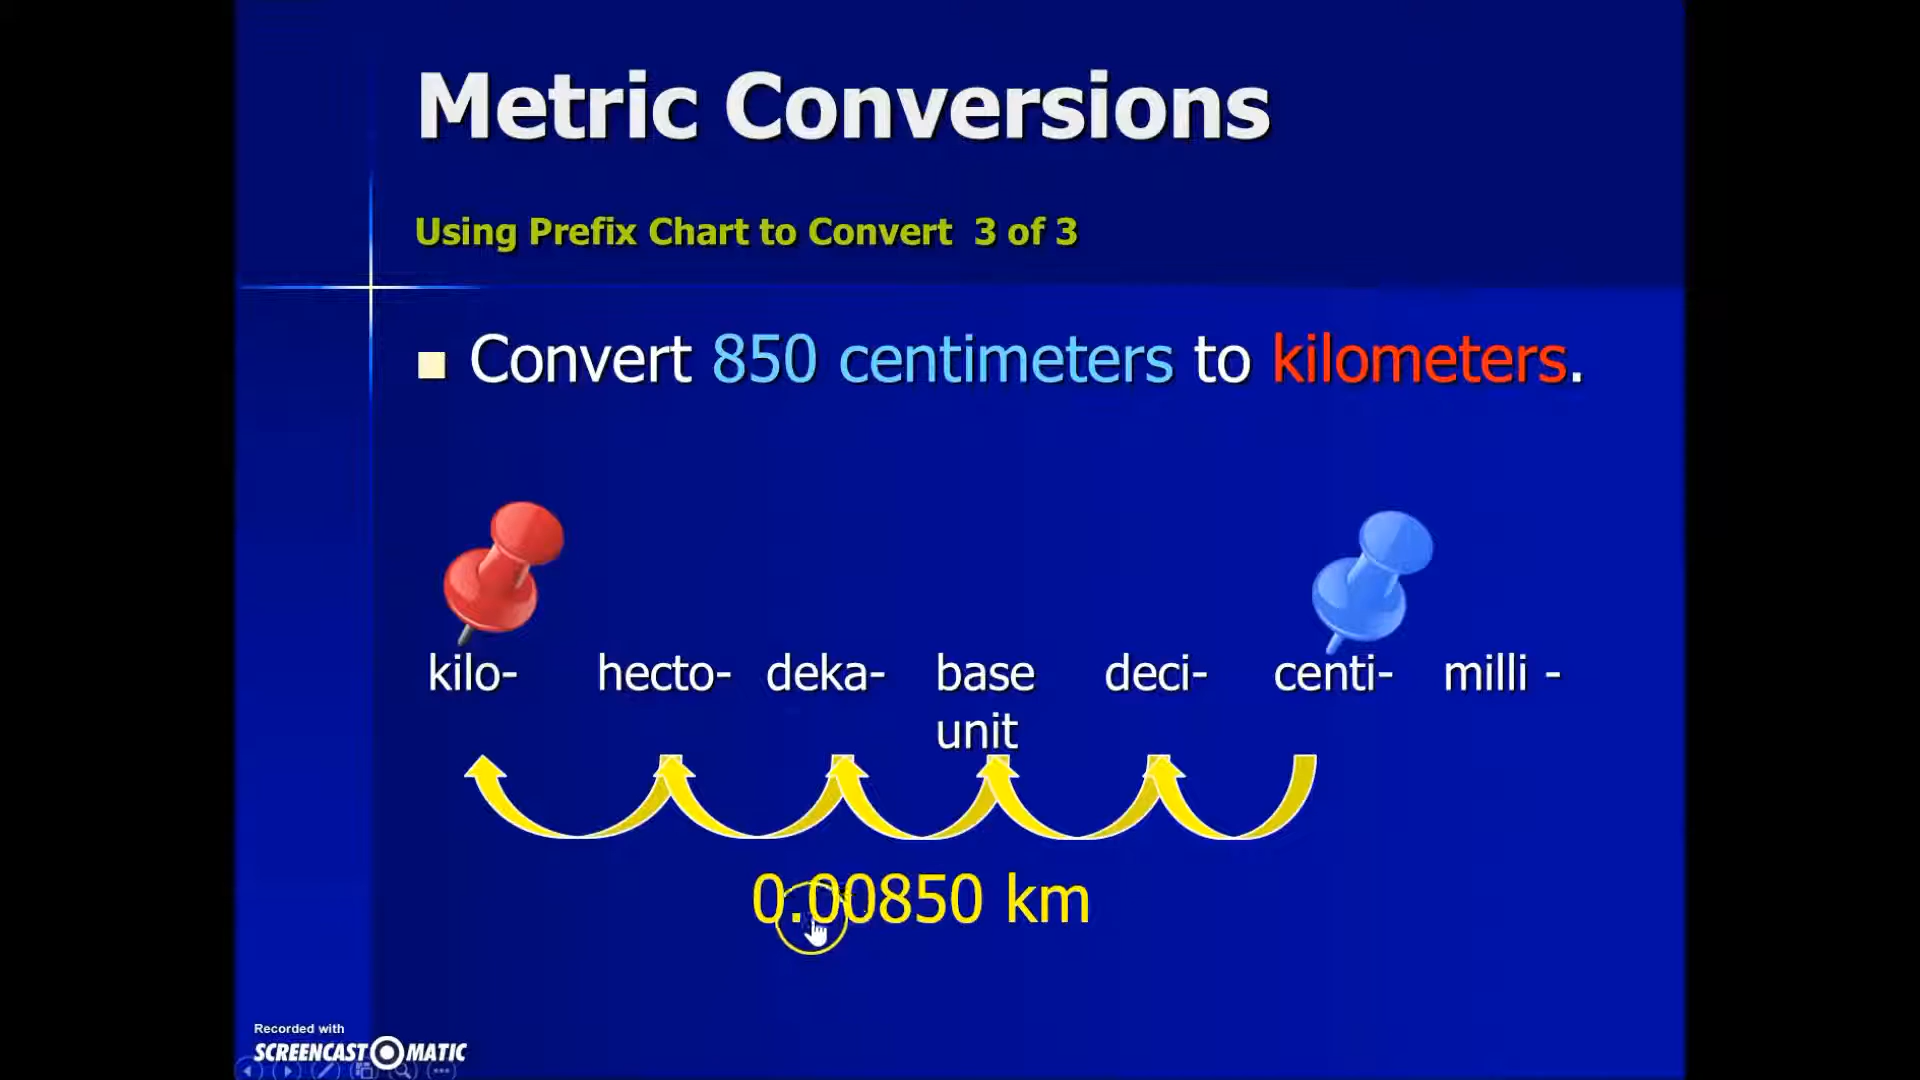 Metric Conversions
Using Prefix Chart to Convert 3 of 3
Convert 850 centimeters to kilometers.
kilo- hecto- deka- base deci- centi- milli -
unit
0.00850 km
Recorded with
SCREENCAST MATIC